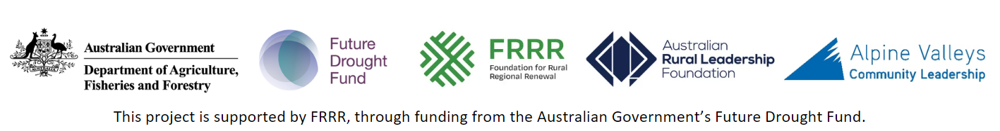 Australian Government
Department of Agriculture,
Fisheries and Forestry
AUSTRALIA
Future
Drought
Fund
FRRR
Foundation for Rural
Regional Renewal
Australian
Rural Leadership
Foundation
Alpine Valleys
Community Leadership
This project is supported by FRRR, through funding from the Australian Government’s Future Drought Fund.